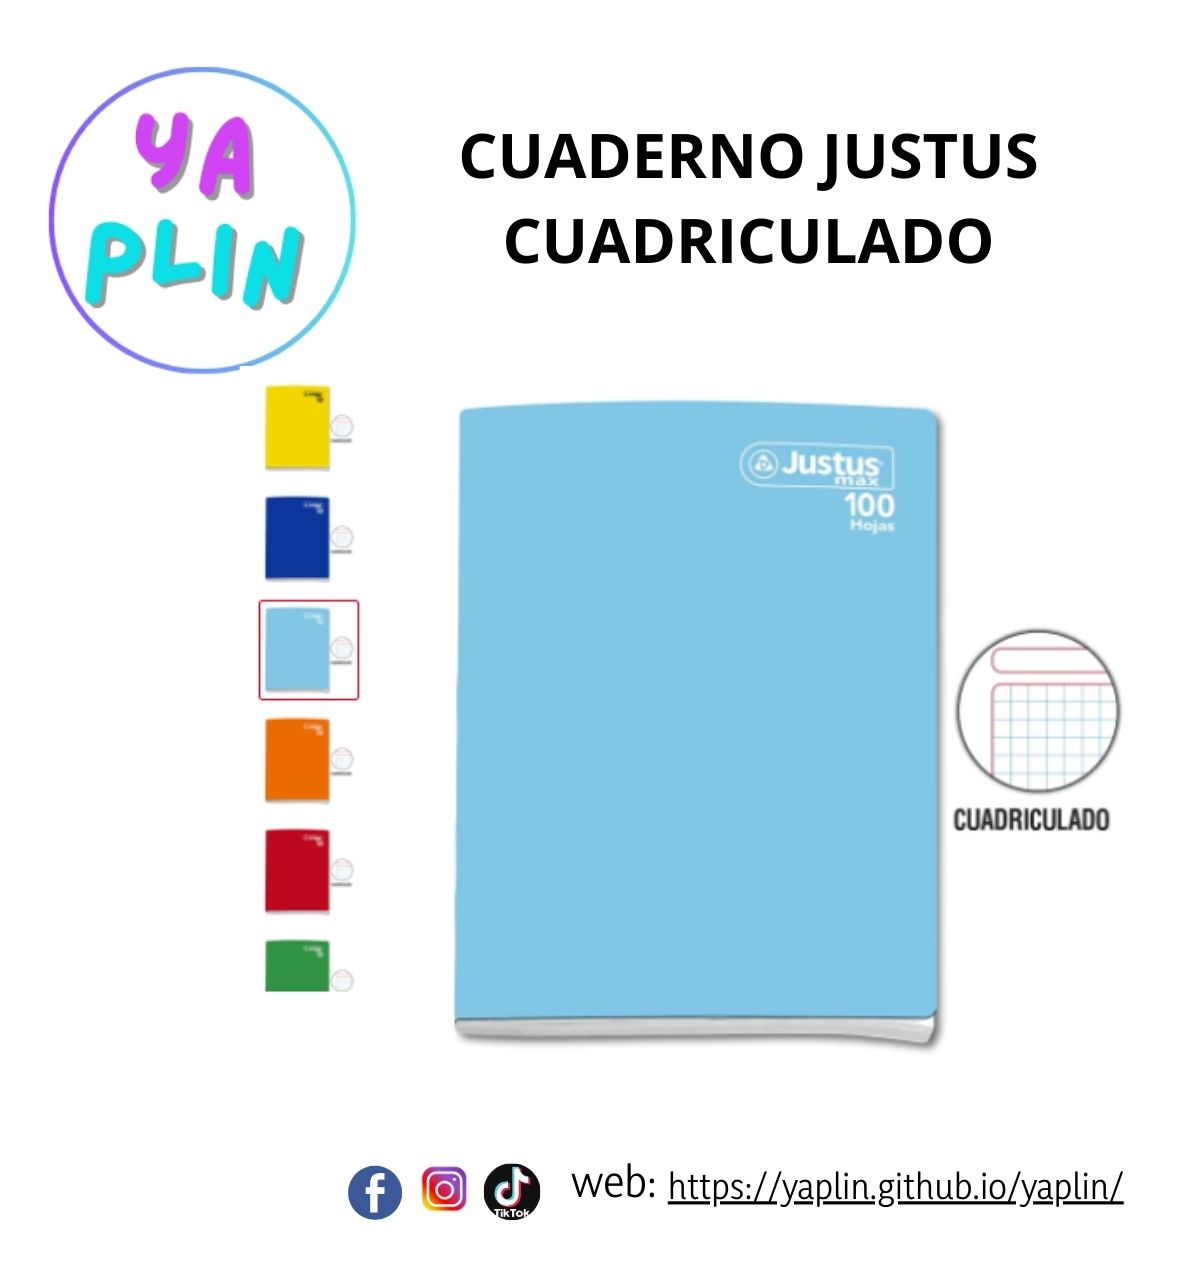 YA
PLIN
CUADERNO JUSTUS
CUADRICULADO
Justus
max
100
Hojas
CUADRICULADO
TikTok
web: https://yaplin.github.io/yaplin/